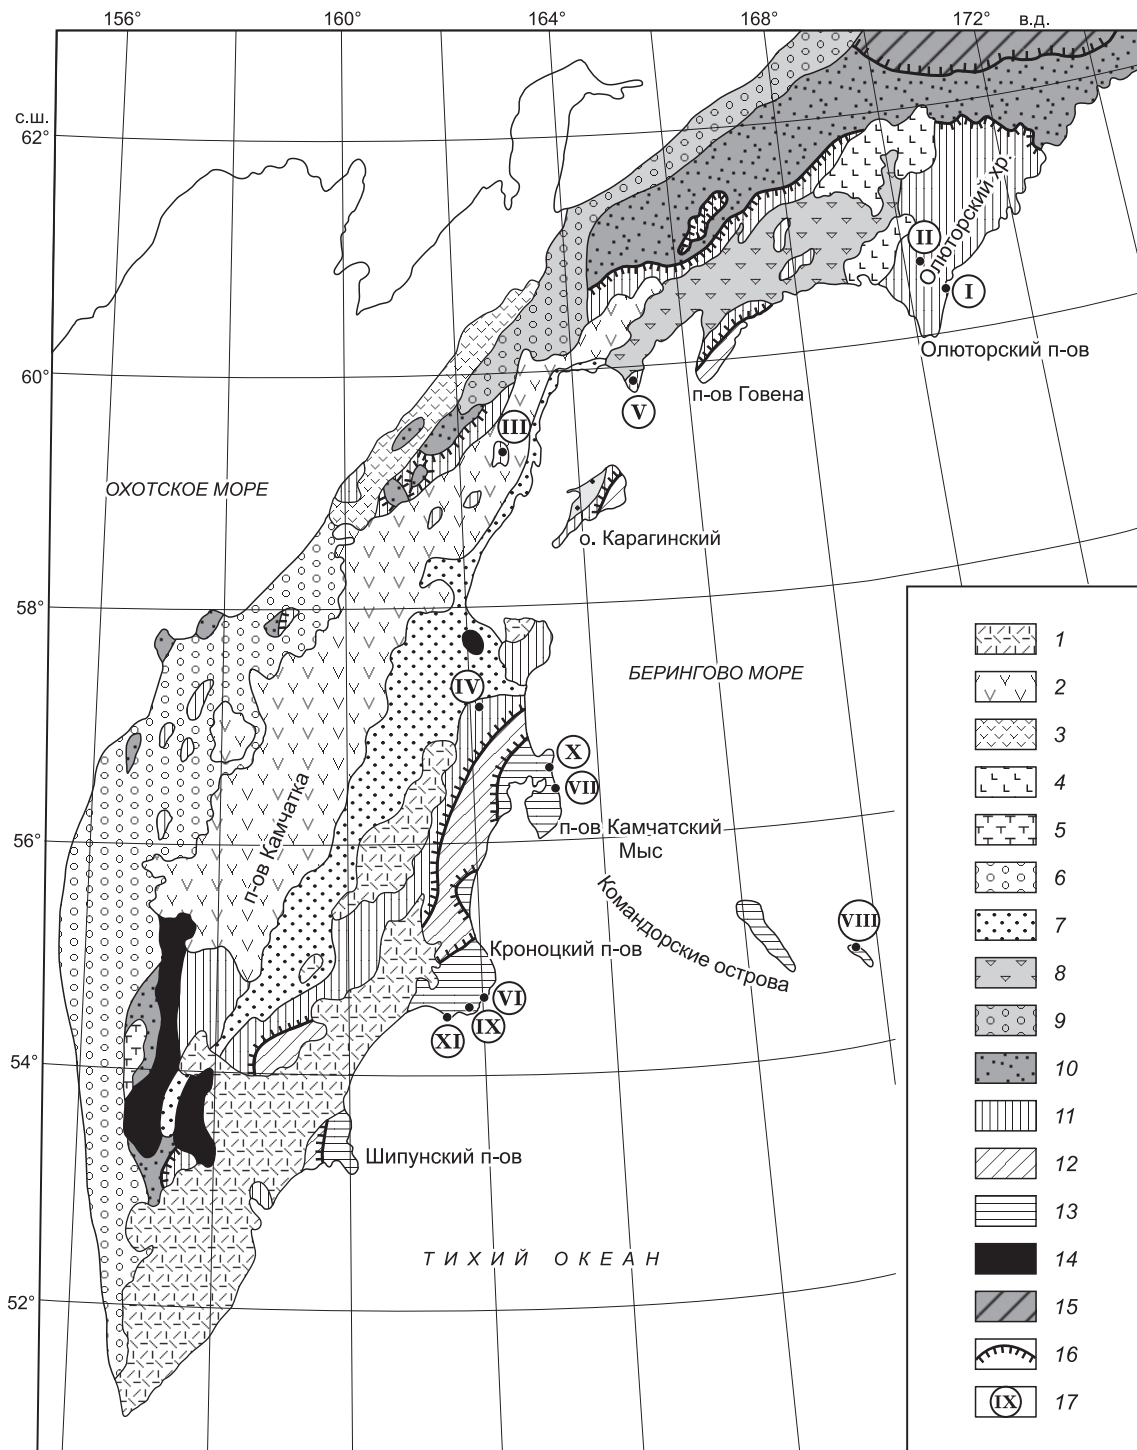 156°
160°
164°
168°
172°
в.д.
с.ш.
62°
Олюторский хр.
II
I
Олюторский п-ов
60°
п-ов Говена
V
III
ОХОТСКОЕ МОРЕ
о. Карагинский
58°
БЕРИНГОВО МОРЕ
IV
X
VII
п-ов Камчатка
56°
п-ов Камчатский
Мыс
Командорские острова
VIII
Кроноцкий п-ов
VI
IX
XI
54°
Шипунский п-ов
ТИХИЙ ОКЕАН
52°
1
2
3
4
5
6
7
8
9
10
11
12
13
14
15
16
IX
17